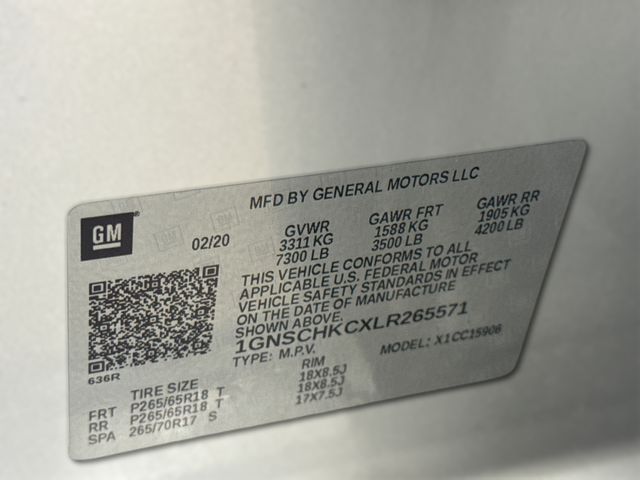 MFD BY GENERAL MOTORS LLC
GM
02/20
GVWR GAWR FRT GAWR RR
3311 KG 1588 KG 1905 KG
7300 LB 3500 LB 4200 LB
THIS VEHICLE CONFORMS TO ALL
APPLICABLE U.S. FEDERAL MOTOR
VEHICLE SAFETY STANDARDS IN EFFECT
ON THE DATE OF MANUFACTURE
SHOWN ABOVE.
1GNSCHKCXLR265571
TYPE: M.P.V. MODEL: X1CC15906
636R
TIRE SIZE RIM
FRT P265/65R18 T 18X8.5J
RR P265/65R18 T 18X8.5J
SPA 265/70R17 S 17X7.5J